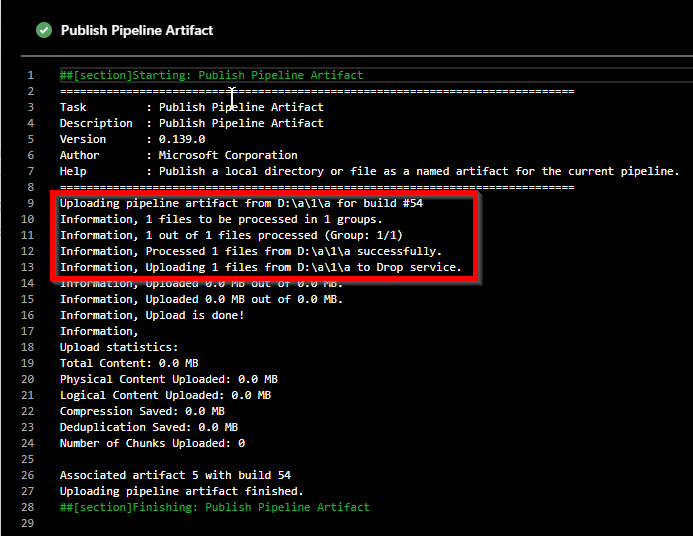 Publish Pipeline Artifact
1 ##[section]Starting: Publish Pipeline Artifact
2 ==============================================================================
3 Task         : Publish Pipeline Artifact
4 Description  : Publish Pipeline Artifact
5 Version      : 0.139.0
6 Author       : Microsoft Corporation
7 Help         : Publish a local directory or file as a named artifact for the current pipeline.
8 ==============================================================================
9 Uploading pipeline artifact from D:\a\1\a for build #54
10 Information, 1 files to be processed in 1 groups.
11 Information, 1 out of 1 files processed (Group: 1/1)
12 Information, Processed 1 files from D:\a\1\a successfully.
13 Information, Uploading 1 files from D:\a\1\a to Drop service.
14 Information, Uploaded 0.0 MB out of 0.0 MB.
15 Information, Uploaded 0.0 MB out of 0.0 MB.
16 Information, Upload is done!
17 Information,
18 Upload statistics:
19 Total Content: 0.0 MB
20 Physical Content Uploaded: 0.0 MB
21 Logical Content Uploaded: 0.0 MB
22 Compression Saved: 0.0 MB
23 Deduplication Saved: 0.0 MB
24 Number of Chunks Uploaded: 0
25
26 Associated artifact 5 with build 54
27 Uploading pipeline artifact finished.
28 ##[section]Finishing: Publish Pipeline Artifact
29